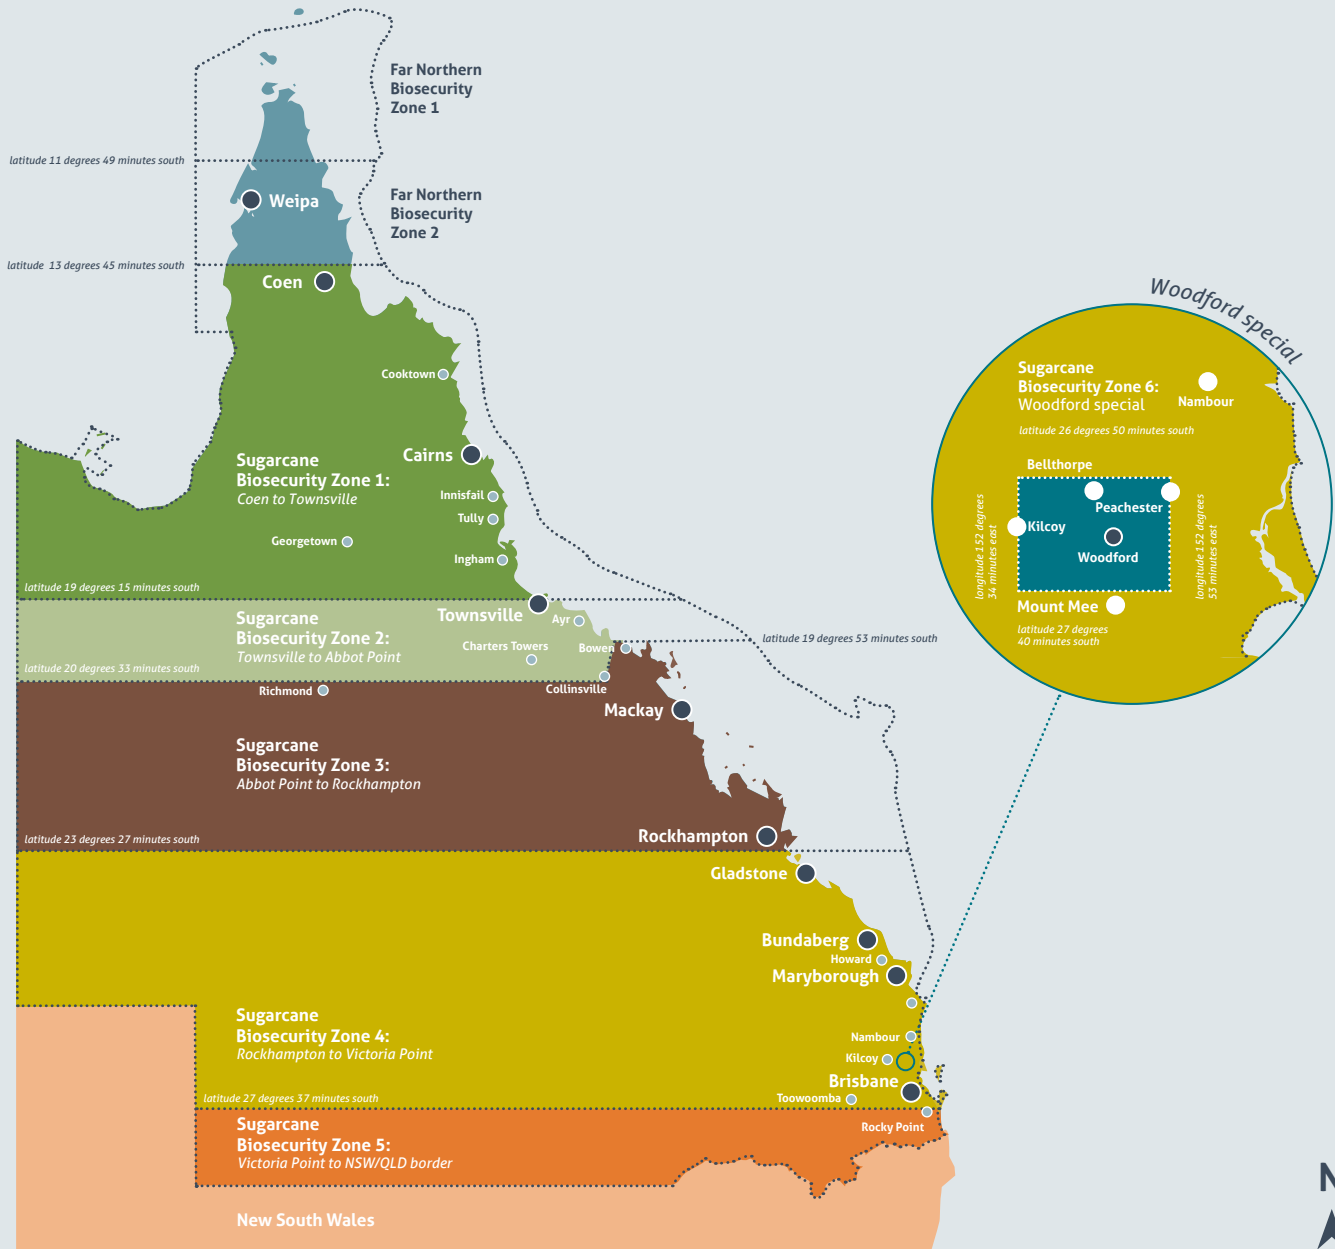 Far Northern
Biosecurity
Zone 1
latitude 11 degrees 49 minutes south
Weipa
Far Northern
Biosecurity
Zone 2
latitude 13 degrees 45 minutes south
Coen
Cooktown
Cairns
Sugarcane
Biosecurity Zone 1:
Coen to Townsville
Innisfail
Tully
Georgetown
Ingham
latitude 19 degrees 15 minutes south
Townsville
Sugarcane
Biosecurity Zone 2:
Townsville to Abbot Point
Ayr
latitude 19 degrees 53 minutes south
Charters Towers
Bowen
latitude 20 degrees 33 minutes south
Collinsville
Richmond
Mackay
Sugarcane
Biosecurity Zone 3:
Abbot Point to Rockhampton
Rockhampton
latitude 23 degrees 27 minutes south
Gladstone
Bundaberg
Howard
Maryborough
Sugarcane
Biosecurity Zone 4:
Rockhampton to Victoria Point
Nambour
Kilcoy
Brisbane
Toowoomba
latitude 27 degrees 37 minutes south
Sugarcane
Biosecurity Zone 5:
Victoria Point to NSW/QLD border
Rocky Point
New South Wales
Woodford special
Sugarcane
Biosecurity Zone 6:
Woodford special
Nambour
latitude 26 degrees 50 minutes south
Bellthorpe
Peachester
Kilcoy
Woodford
longitude 152 degrees
34 minutes east
longitude 152 degrees
53 minutes east
Mount Mee
latitude 27 degrees
40 minutes south
N